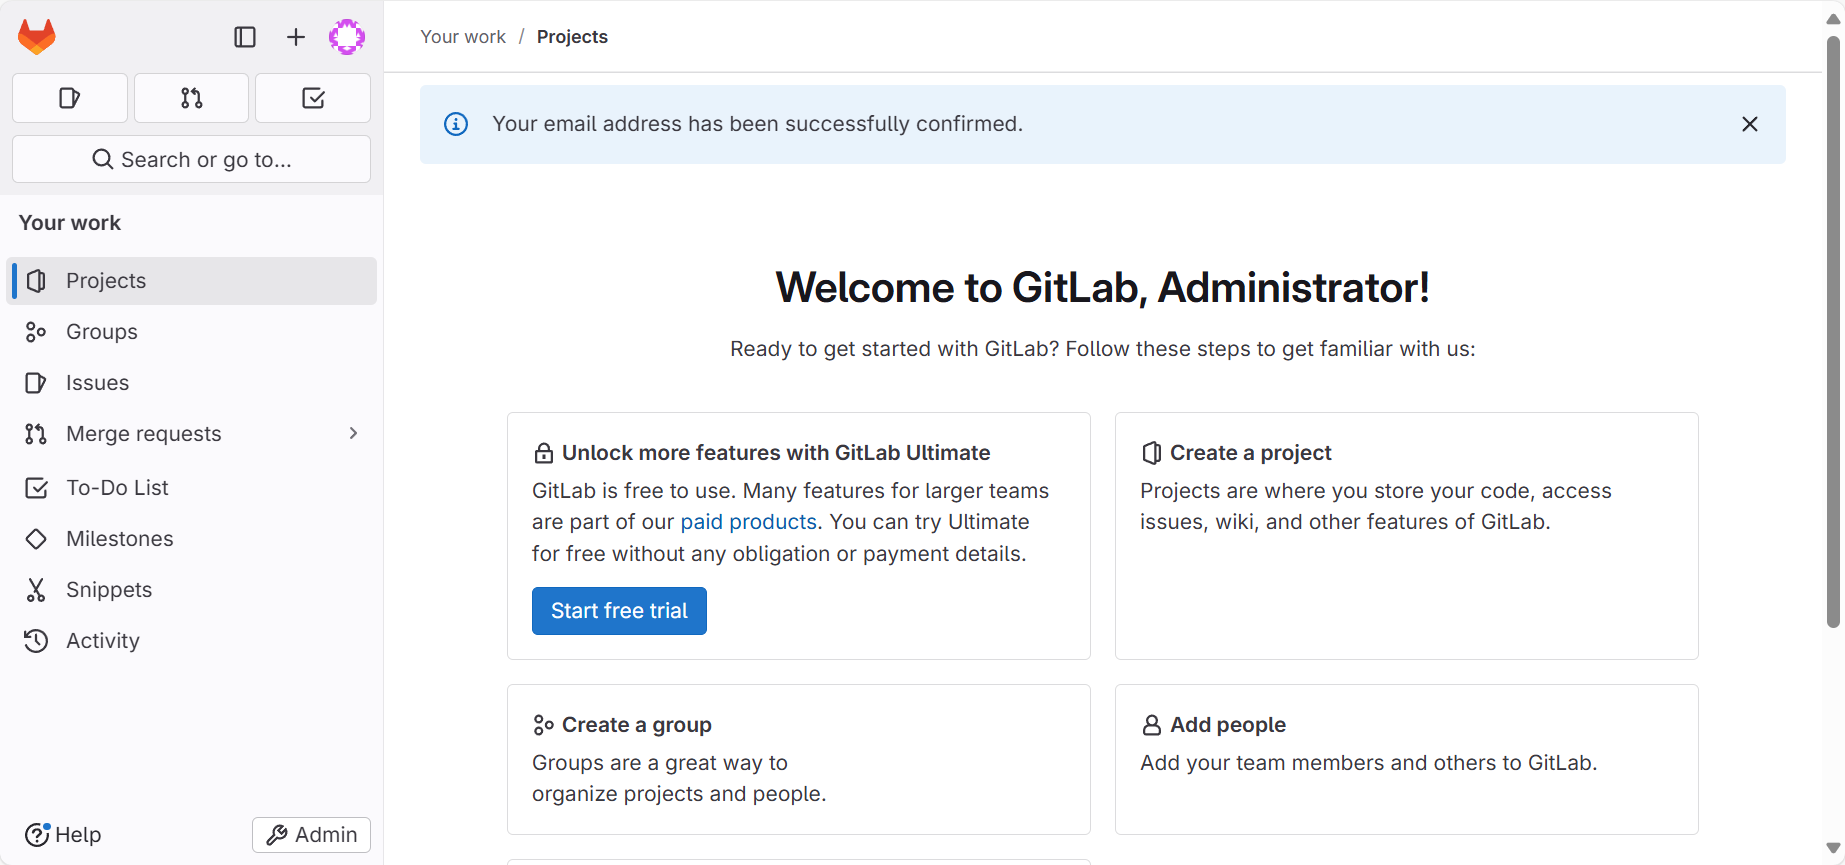 Your work / Projects
Search or go to...
Your work
Projects
Groups
Issues
Merge requests
To-Do List
Milestones
Snippets
Activity
Help
Admin
Your email address has been successfully confirmed.
Welcome to GitLab, Administrator!
Ready to get started with GitLab? Follow these steps to get familiar with us:
Unlock more features with GitLab Ultimate
GitLab is free to use. Many features for larger teams
are part of our paid products. You can try Ultimate
for free without any obligation or payment details.
Start free trial
Create a project
Projects are where you store your code, access
issues, wiki, and other features of GitLab.
Create a group
Groups are a great way to
organize projects and people.
Add people
Add your team members and others to GitLab.